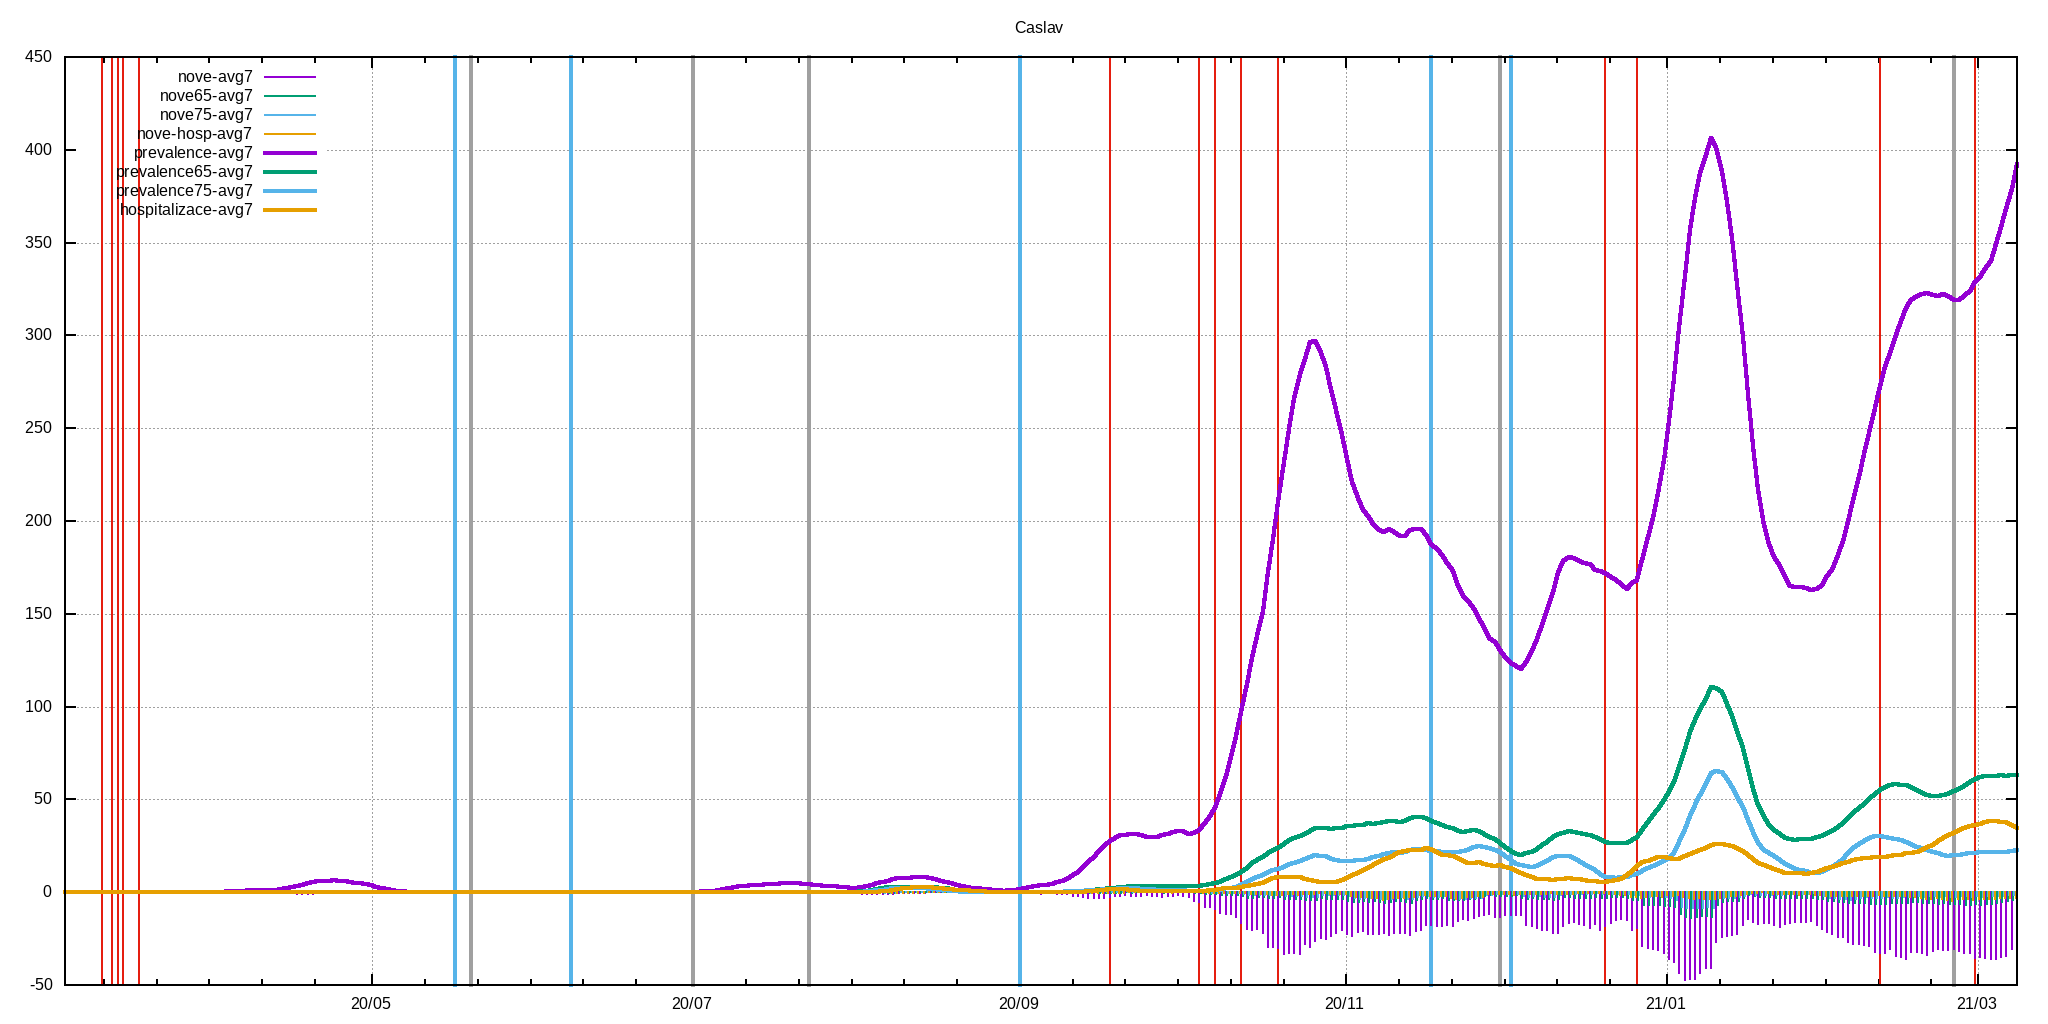 Caslav
450
400
350
300
250
200
150
100
50
0
-50
nove-avg7
nove65-avg7
nove75-avg7
nove-hosp-avg7
prevalence-avg7
prevalence65-avg7
prevalence75-avg7
hospitalizace-avg7
20/05
20/07
20/09
20/11
21/01
21/03